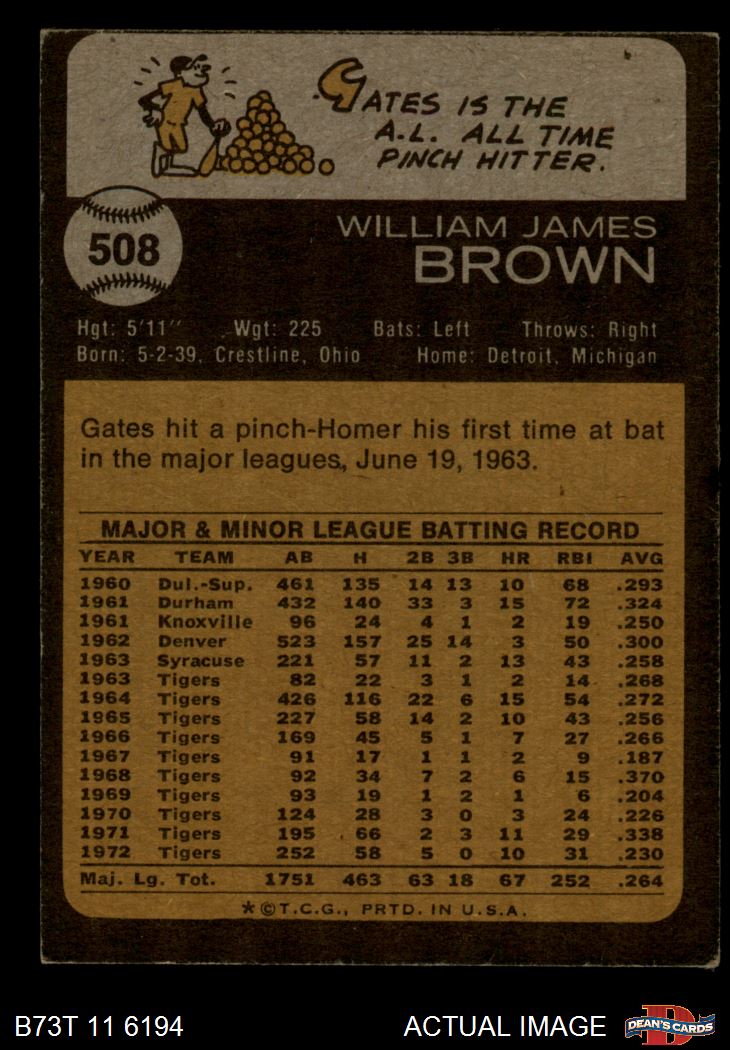 GATES IS THE
A.L. ALL TIME
PINCH HITTER.
508
WILLIAM JAMES
BROWN
Hgt: 5'11" Wgt: 225 Bats: Left Throws: Right
Born: 5-2-39, Crestline, Ohio Home: Detroit, Michigan
Gates hit a pinch-Homer his first time at bat
in the major leagues, June 19, 1963.
MAJOR & MINOR LEAGUE BATTING RECORD
YEAR TEAM AB H 2B 3B HR RBI AVG
1960 Dul.-Sup. 461 135 14 13 10 68 .293
1961 Durham 432 140 33 3 15 72 .324
1961 Knoxville 96 24 4 1 2 19 .250
1962 Denver 523 157 25 14 3 50 .300
1963 Syracuse 221 57 11 2 13 43 .258
1963 Tigers 82 22 3 1 2 14 .268
1964 Tigers 426 116 22 6 15 54 .272
1965 Tigers 227 58 14 2 10 43 .256
1966 Tigers 169 45 5 1 7 27 .266
1967 Tigers 91 17 1 1 2 9 .187
1968 Tigers 92 34 7 2 6 15 .370
1969 Tigers 93 19 1 2 1 6 .204
1970 Tigers 124 28 3 0 3 24 .226
1971 Tigers 195 66 2 3 11 29 .338
1972 Tigers 252 58 5 0 10 31 .230
Maj. Lg. Tot. 1751 463 63 18 67 252 .264
*©T.C.G., PRTD. IN U.S.A.
B73T 11 6194 ACTUAL IMAGE D DEAN'S CARDS